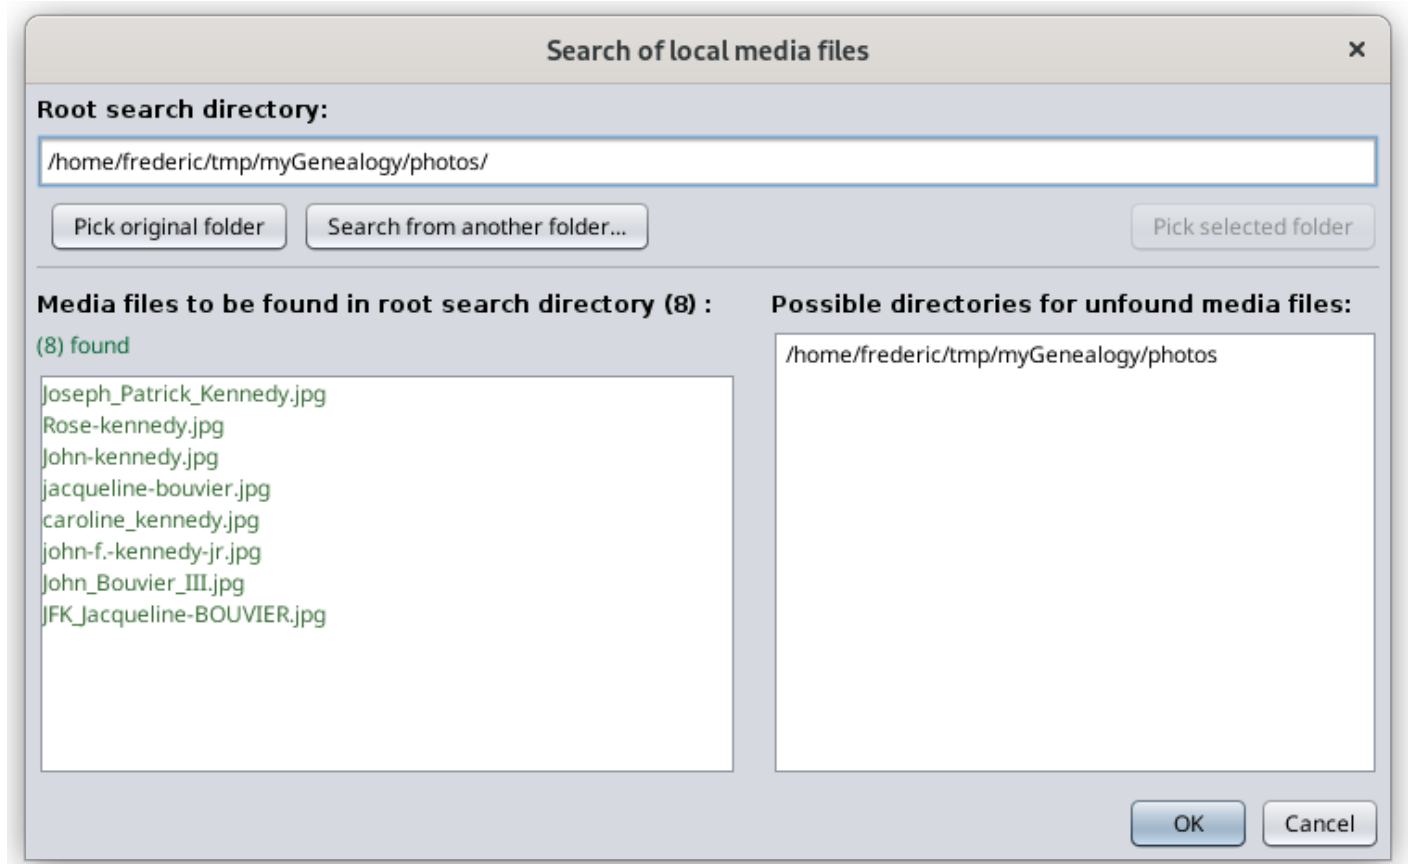 Search of local media files
×
Root search directory:
/home/frederic/tmp/myGenealogy/photos/
Pick original folder
Search from another folder...
Pick selected folder
Media files to be found in root search directory (8) :
(8) found
Joseph_Patrick_Kennedy.jpg
Rose-kennedy.jpg
John-kennedy.jpg
jacqueline-bouvier.jpg
caroline_kennedy.jpg
john-f.-kennedy-jr.jpg
John_Bouvier_III.jpg
JFK_Jacqueline-BOUVIER.jpg
Possible directories for unfound media files:
/home/frederic/tmp/myGenealogy/photos
OK
Cancel